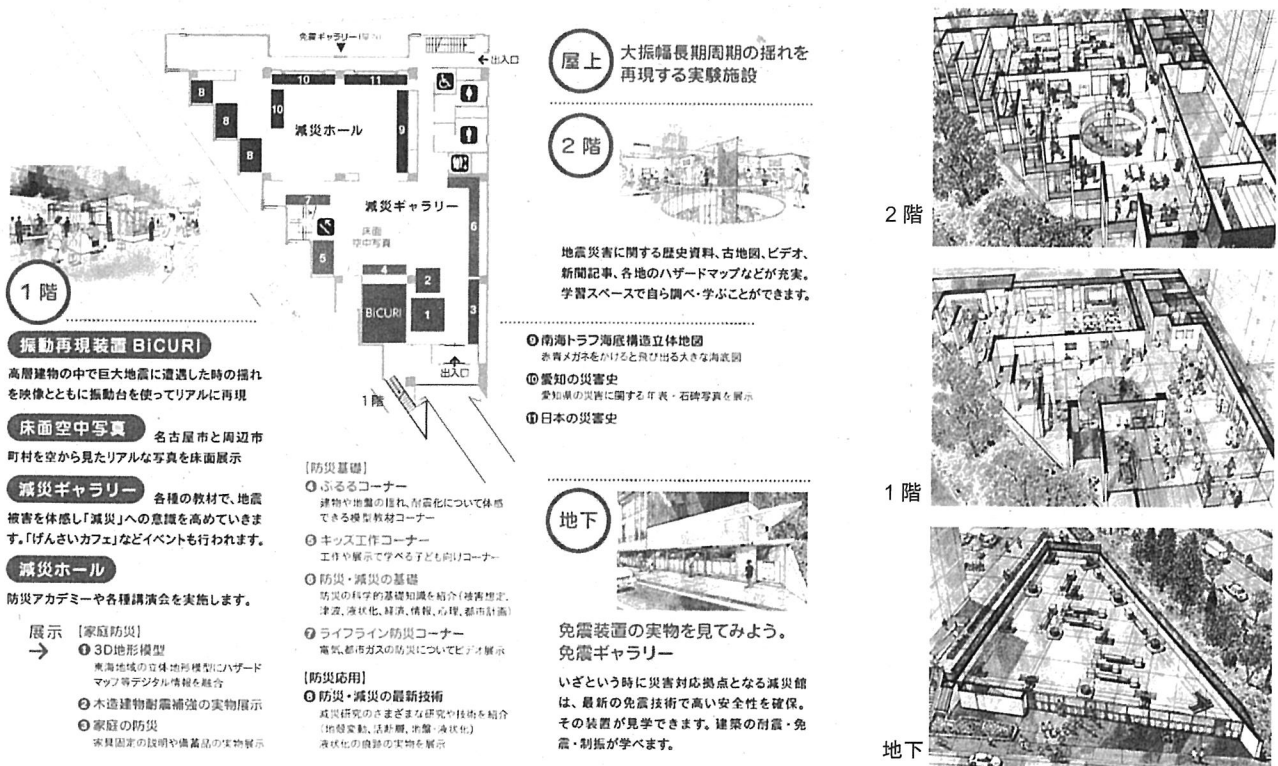 免震ギャラリー
出入口
10
11
8
10
8
減災ホール
9
8
7
減災ギャラリー
床面
空中写真
6
5
4
2
BiCURI
1
3
出入口
1階
1階
振動再現装置 BiCURI
高層建物の中で巨大地震に遭遇した時の揺れ
を映像とともに振動台を使ってリアルに再現
床面空中写真 名古屋市と周辺市
町村を空から見たリアルな写真を床面展示
減災ギャラリー 各種の教材で、地震
被害を体感し「減災」への意識を高めていきま
す。「げんさいカフェ」などイベントも行われます。
減災ホール
防災アカデミーや各種講演会を実施します。
展示
→
【家庭防災】
❶ 3D地形模型
東海地域の立体地形模型にハザード
マップ等デジタル情報を融合
❷ 木造建物耐震補強の実物展示
❸ 家庭の防災
家具固定の説明や備蓄品の実物展示
【防災基礎】
❹ ぶるるコーナー
建物や地盤の揺れ、耐震化について体感
できる模型教材コーナー
❺ キッズ工作コーナー
工作や展示で学べる子ども向けコーナー
❻ 防災・減災の基礎
防災の科学的基礎知識を紹介(被害想定、
津波、液状化、経済、情報、心理、都市計画)
❼ ライフライン防災コーナー
電気、都市ガスの防災についてビデオ展示
【防災応用】
❽ 防災・減災の最新技術
減災研究のさまざまな研究や技術を紹介
(地殻変動、活断層、地盤・液状化)
液状化の痕跡の実物を展示
屋上
大振幅長期周期の揺れを
再現する実験施設
2階
地震災害に関する歴史資料、古地図、ビデオ、
新聞記事、各地のハザードマップなどが充実。
学習スペースで自ら調べ・学ぶことができます。
❾ 南海トラフ海底構造立体地図
赤青メガネをかけると飛び出る大きな海底図
❿ 愛知の災害史
愛知県の災害に関する年表・石碑写真を展示
⓫ 日本の災害史
地下
免震装置の実物を見てみよう。
免震ギャラリー
いざという時に災害対応拠点となる減災館
は、最新の免震技術で高い安全性を確保。
その装置が見学できます。建築の耐震・免
震・制振が学べます。
2階
1階
地下